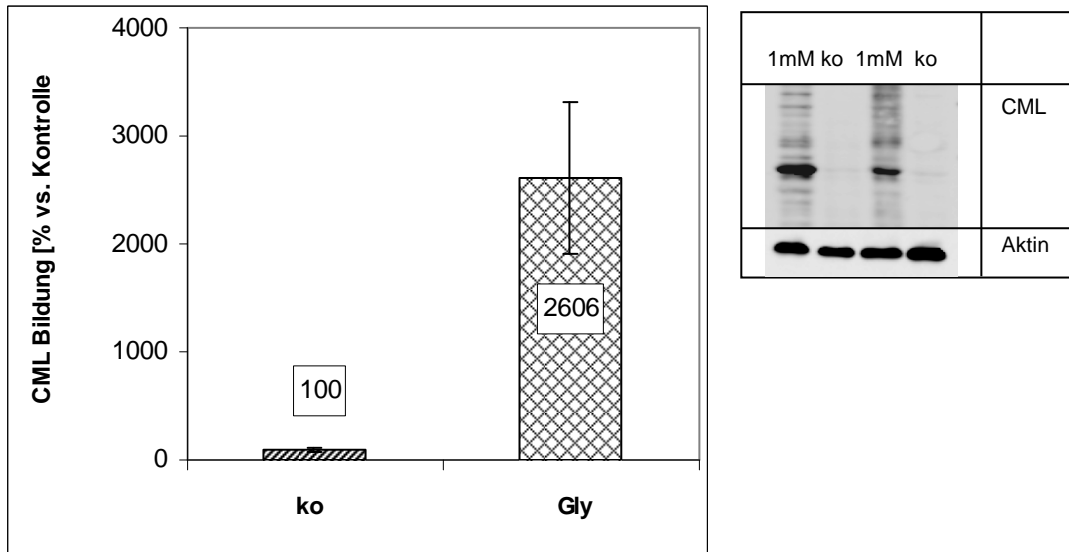 CML Bildung [% vs. Kontrolle
4000
3000
2000
1000
0
100
2606
ko
Gly
1mM ko 1mM ko
CML
Aktin